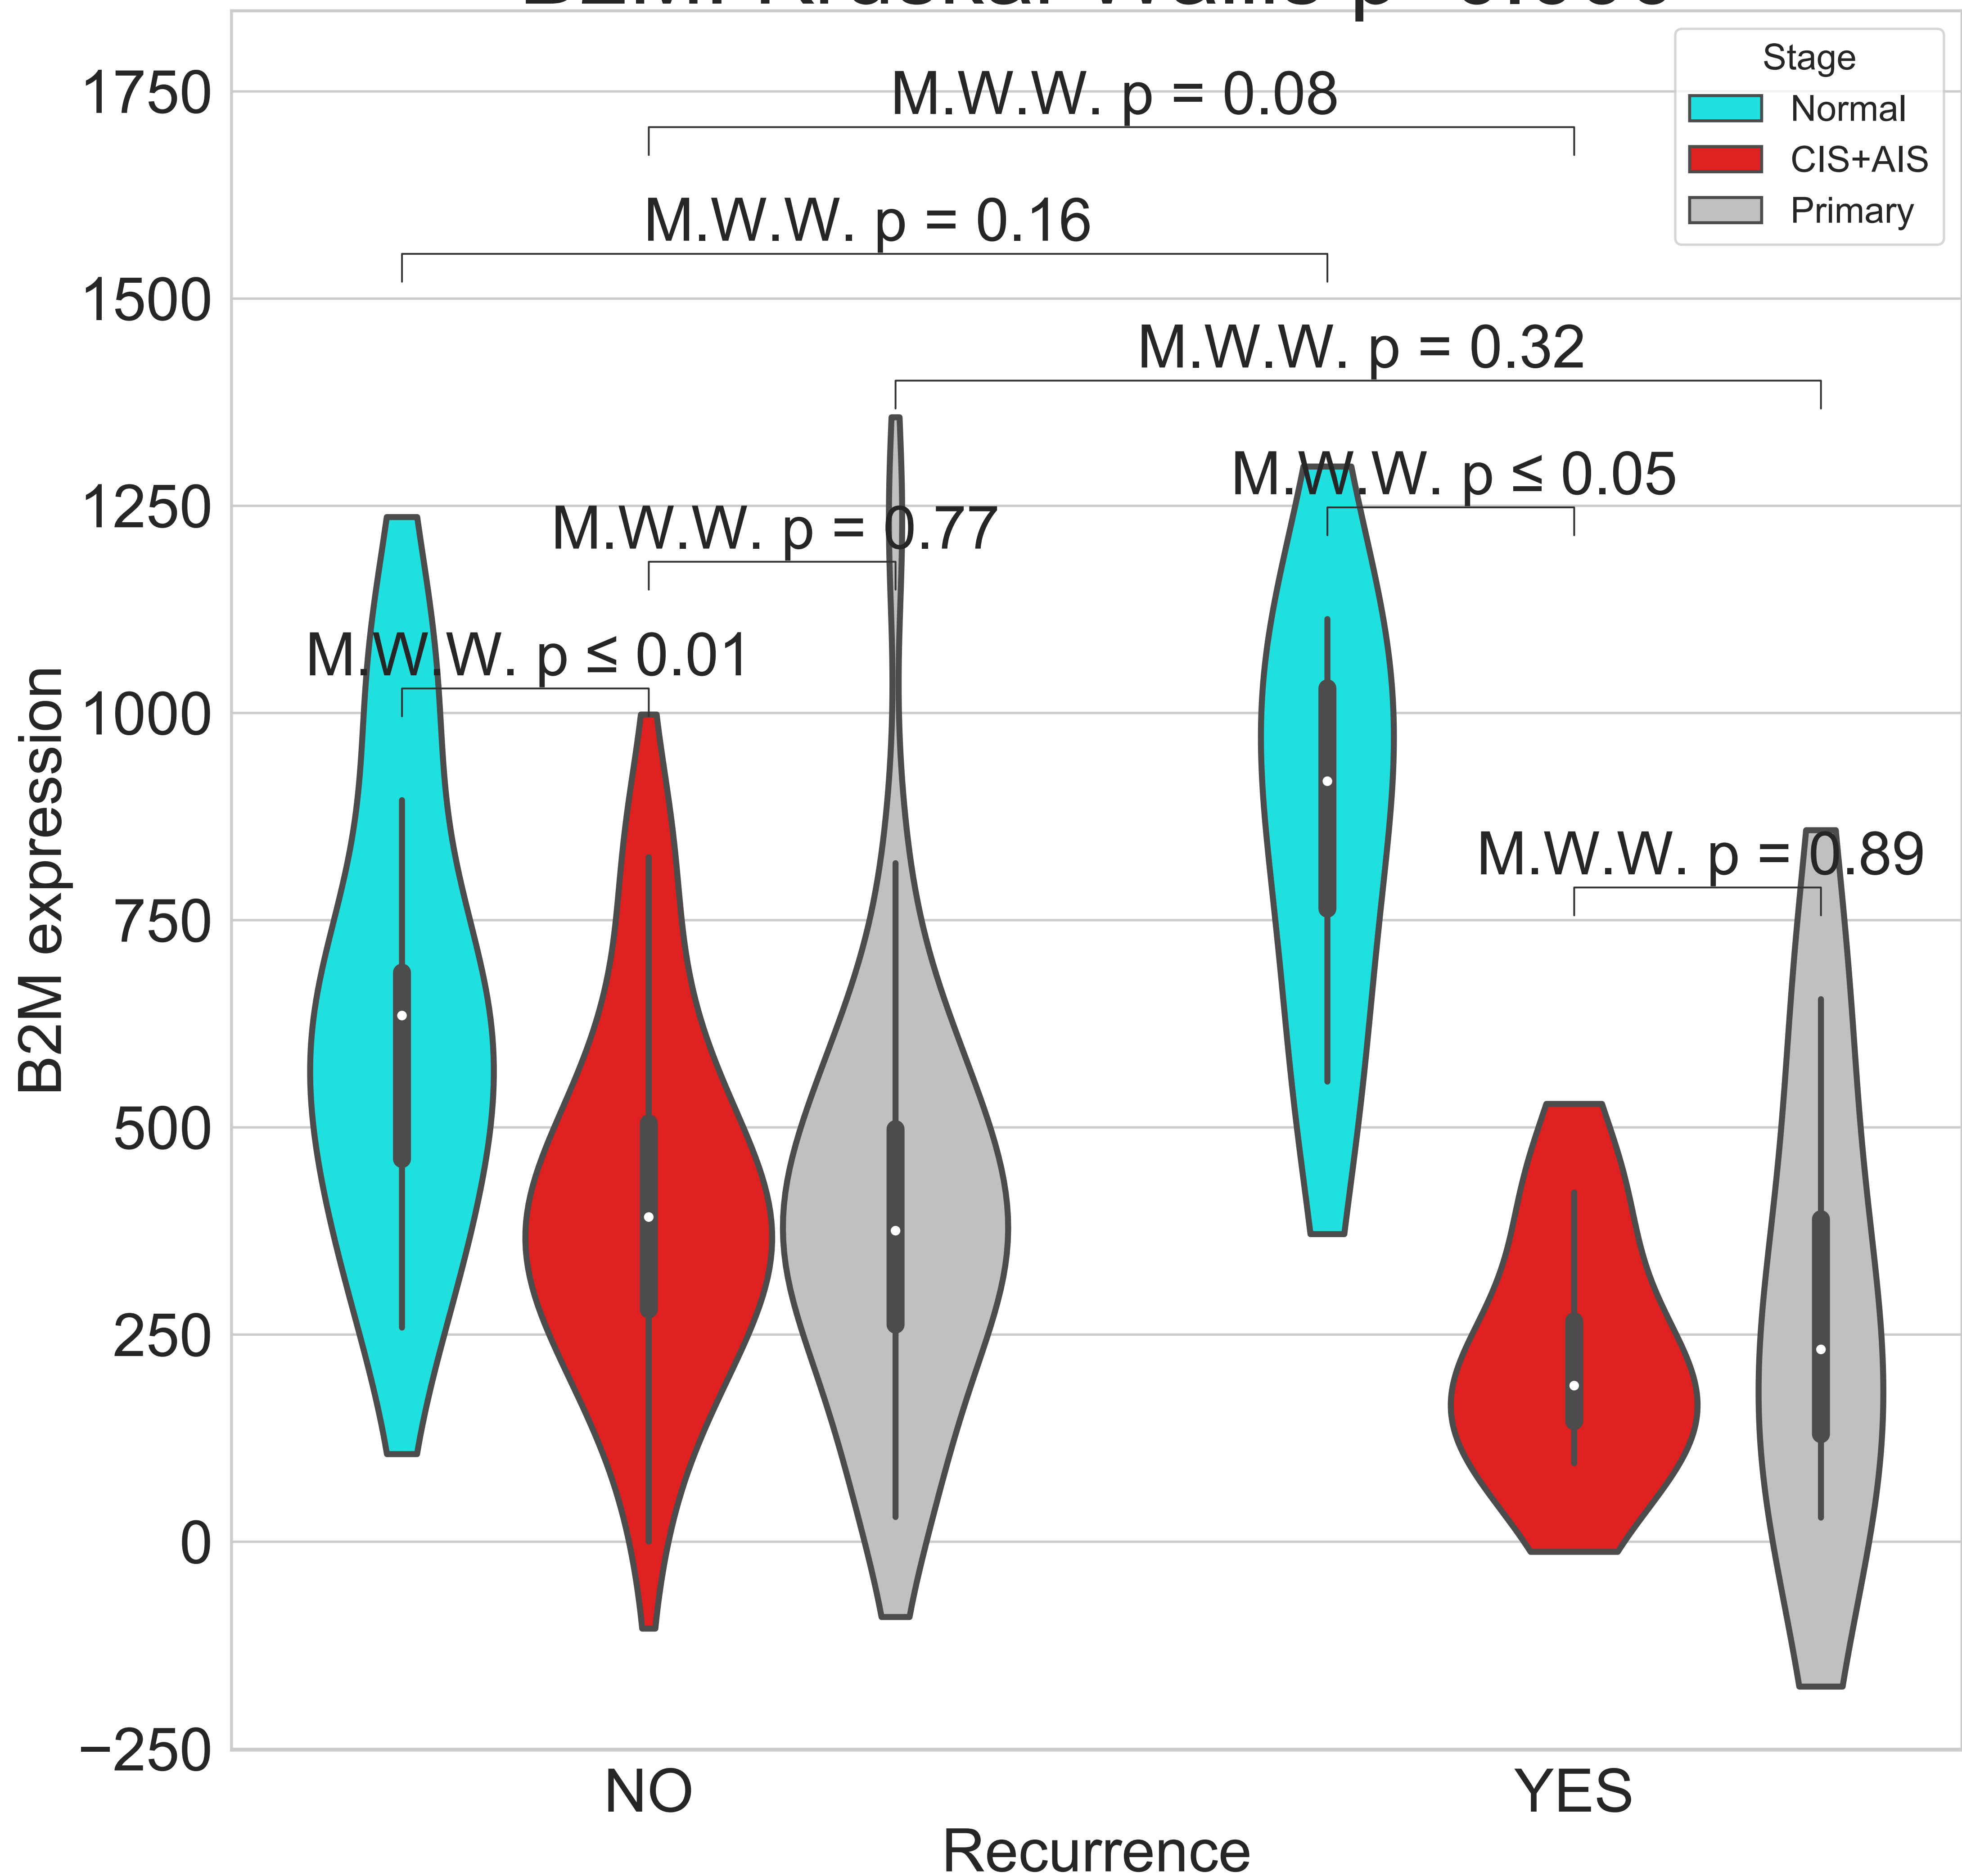 Stage
Normal
CIS+AIS
Primary
M.W.W. p = 0.08
M.W.W. p = 0.16
M.W.W. p = 0.32
M.W.W. p ≤ 0.05
M.W.W. p = 0.77
M.W.W. p ≤ 0.01
M.W.W. p = 0.89
B2M expression
1750
1500
1250
1000
750
500
250
0
−250
NO
YES
Recurrence